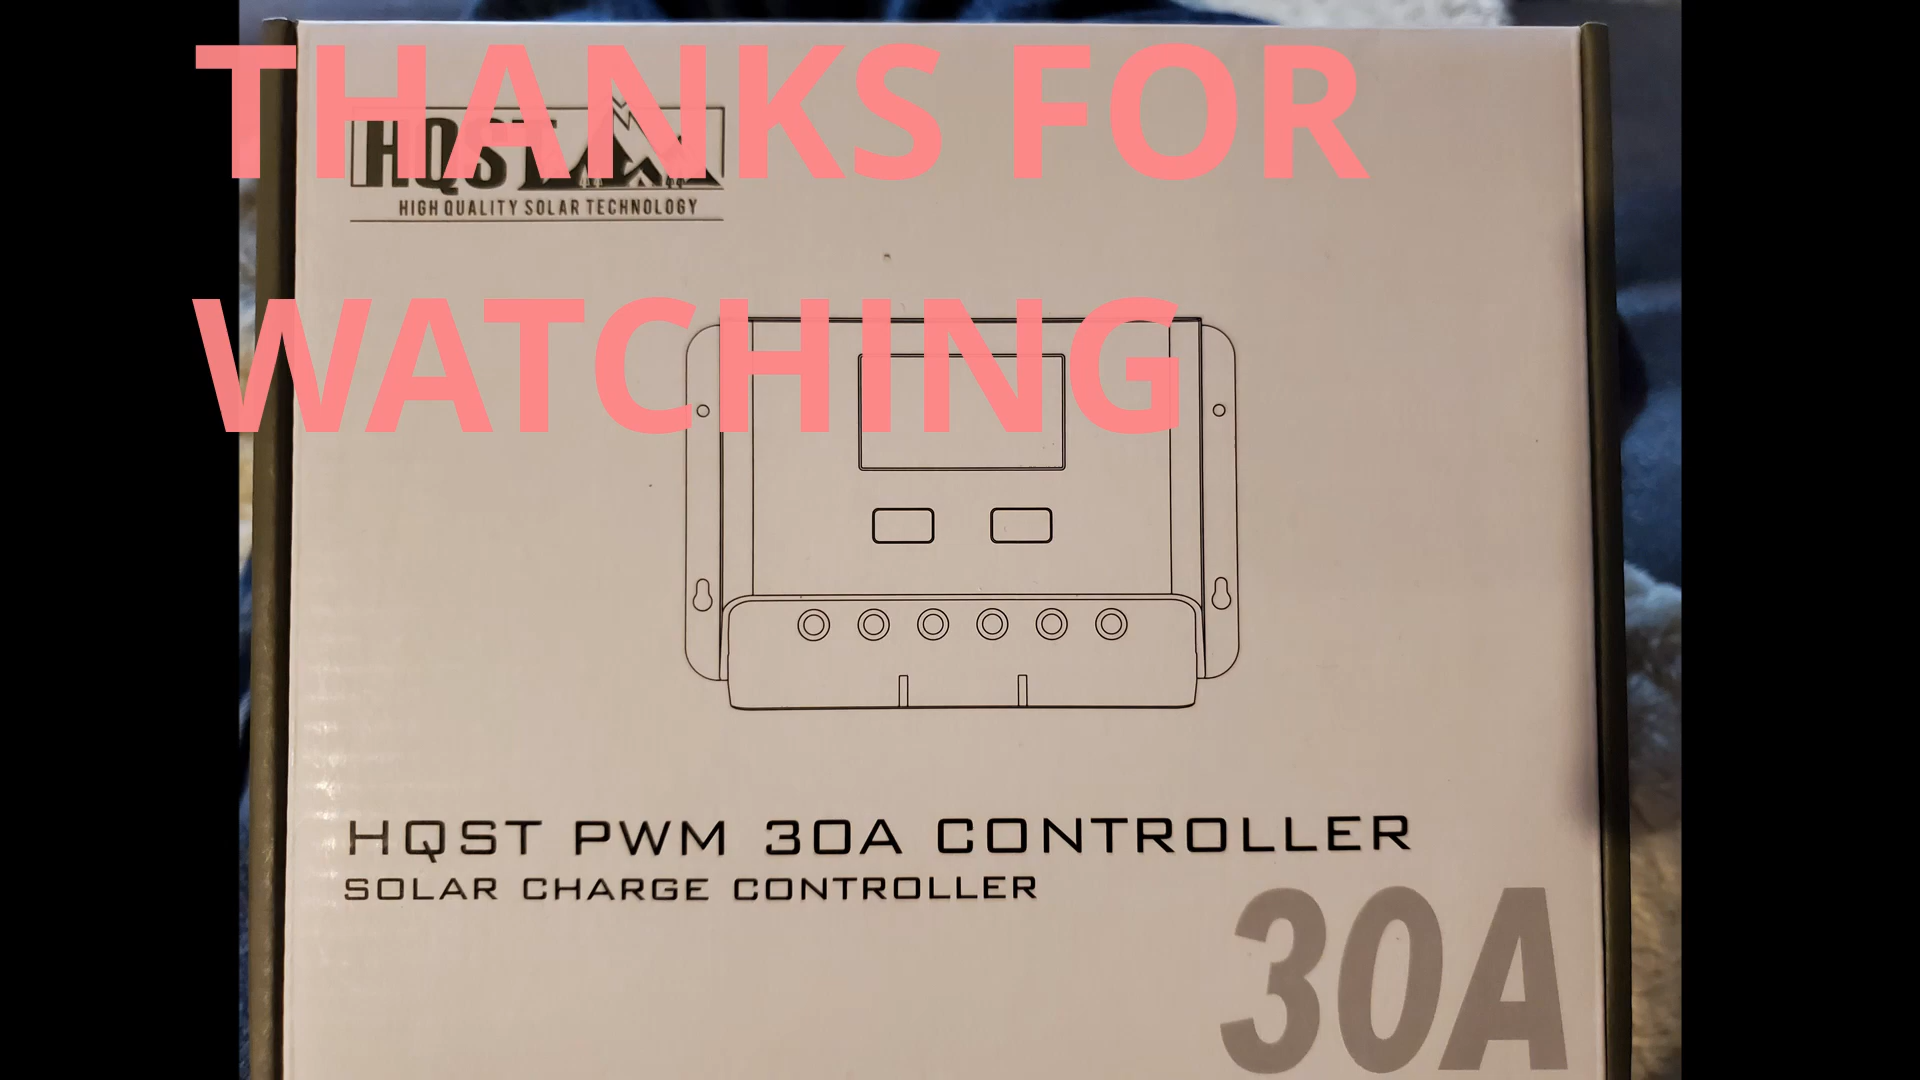 THANKS FOR
HQST
HIGH QUALITY SOLAR TECHNOLOGY
WATCHING
HQST PWM 30A CONTROLLER
SOLAR CHARGE CONTROLLER
30A